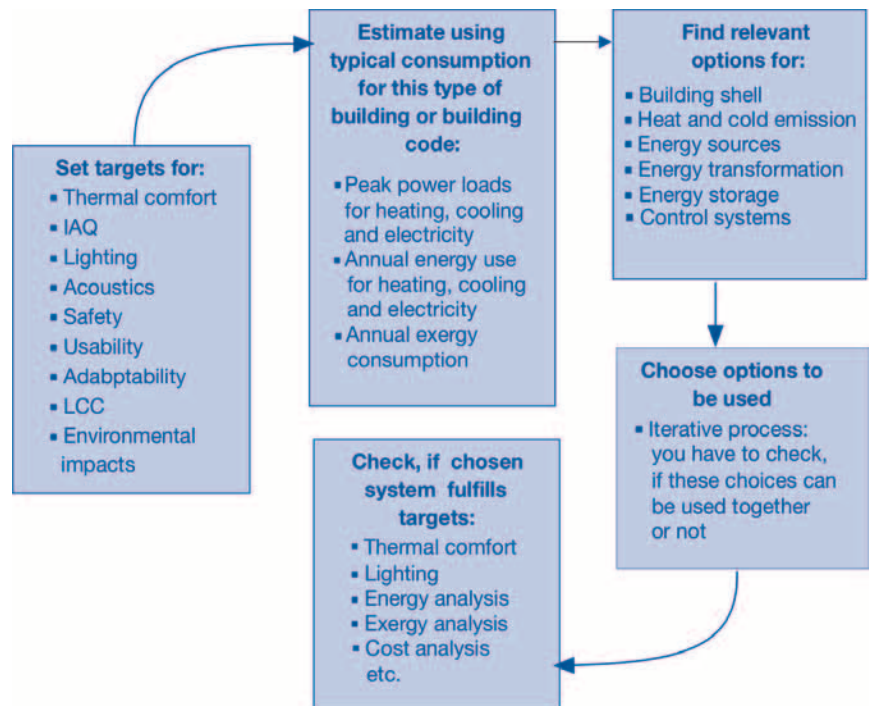 Set targets for:
▪ Thermal comfort
▪ IAQ
▪ Lighting
▪ Acoustics
▪ Safety
▪ Usability
▪ Adabptability
▪ LCC
▪ Environmental
impacts
Estimate using
typical consumption
for this type of
building or building
code:
▪ Peak power loads
for heating, cooling
and electricity
▪ Annual energy use
for heating, cooling
and electricity
▪ Annual exergy
consumption
Find relevant
options for:
▪ Building shell
▪ Heat and cold emission
▪ Energy sources
▪ Energy transformation
▪ Energy storage
▪ Control systems
Choose options to
be used
▪ Iterative process:
you have to check,
if these choices can
be used together
or not
Check, if chosen
system fulfills
targets:
▪ Thermal comfort
▪ Lighting
▪ Energy analysis
▪ Exergy analysis
▪ Cost analysis
etc.